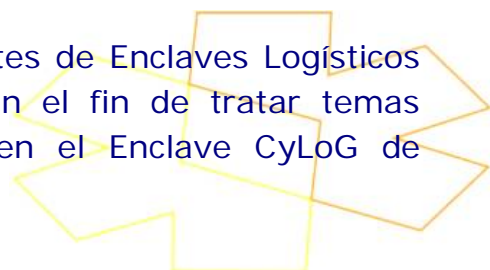 tes de Enclaves Logísticos
n el fin de tratar temas
en el Enclave CyLoG de